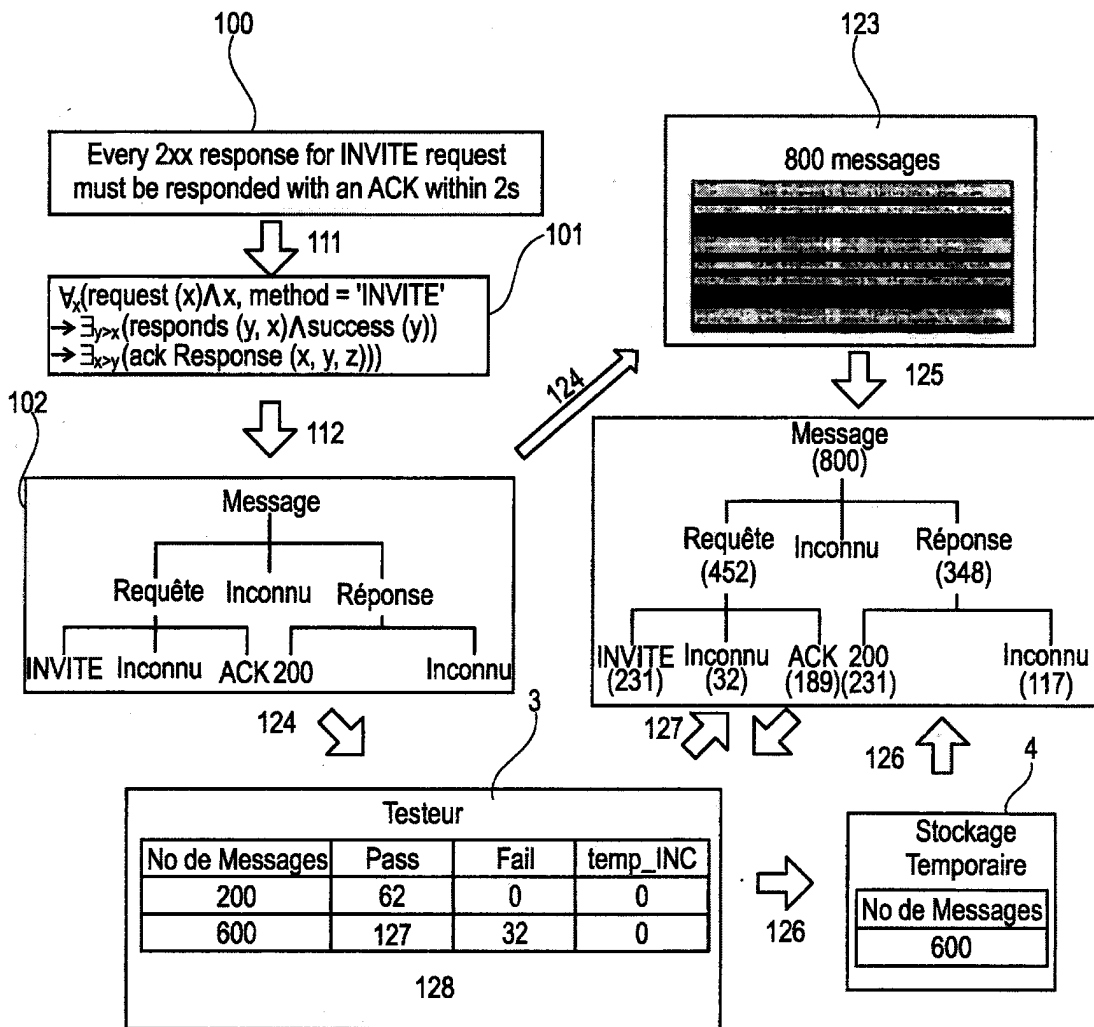 100
123
Every 2xx response for INVITE request
must be responded with an ACK within 2s
800 messages
111
101
∀x(request (x)Λx, method = 'INVITE'
→ ∃y>x(responds (y, x)Λsuccess (y))
→ ∃x>y(ack Response (x, y, z)))
124
125
102
112
Message
Requête Inconnu Réponse
INVITE Inconnu ACK 200 Inconnu
Message
(800)
Requête Inconnu Réponse
(452) (348)
INVITE Inconnu ACK 200 Inconnu
(231) (32) (189) (231) (117)
124
3
127
126
4
Testeur
No de Messages Pass Fail temp_INC
200 62 0 0
600 127 32 0
128
126
Stockage
Temporaire
No de Messages
600